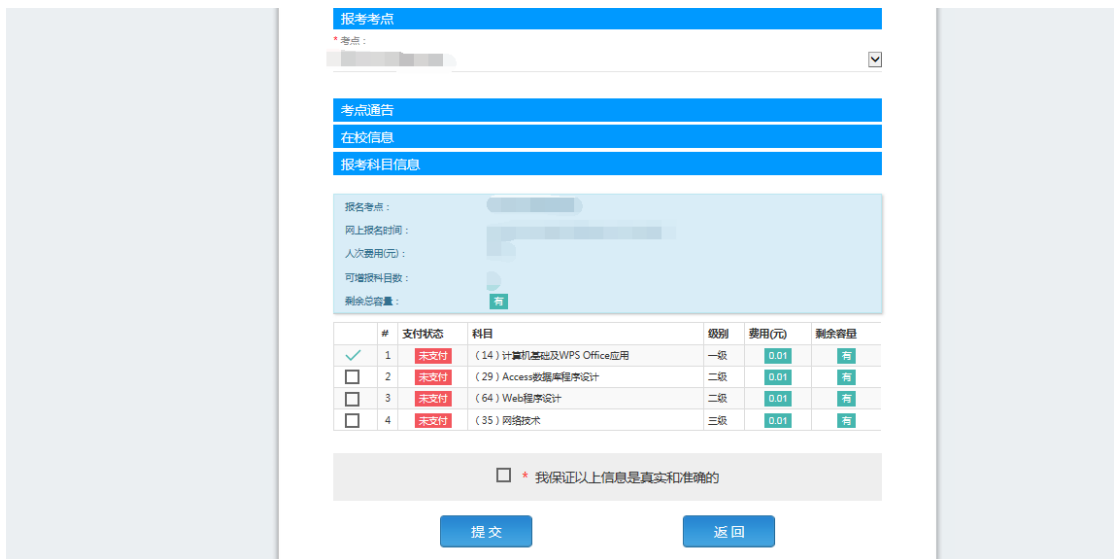 报考考点
* 考点：
考点通告
在校信息
报考科目信息
报名考点：
网上报名时间：
人次费用(元)：
可增报科目数：
剩余总容量： 有
# 支付状态 科目 级别 费用(元) 剩余容量
1 未支付 （14）计算机基础及WPS Office应用 一级 0.01 有
2 未支付 （29）Access数据库程序设计 二级 0.01 有
3 未支付 （64）Web程序设计 二级 0.01 有
4 未支付 （35）网络技术 三级 0.01 有
* 我保证以上信息是真实和准确的
提交 返回